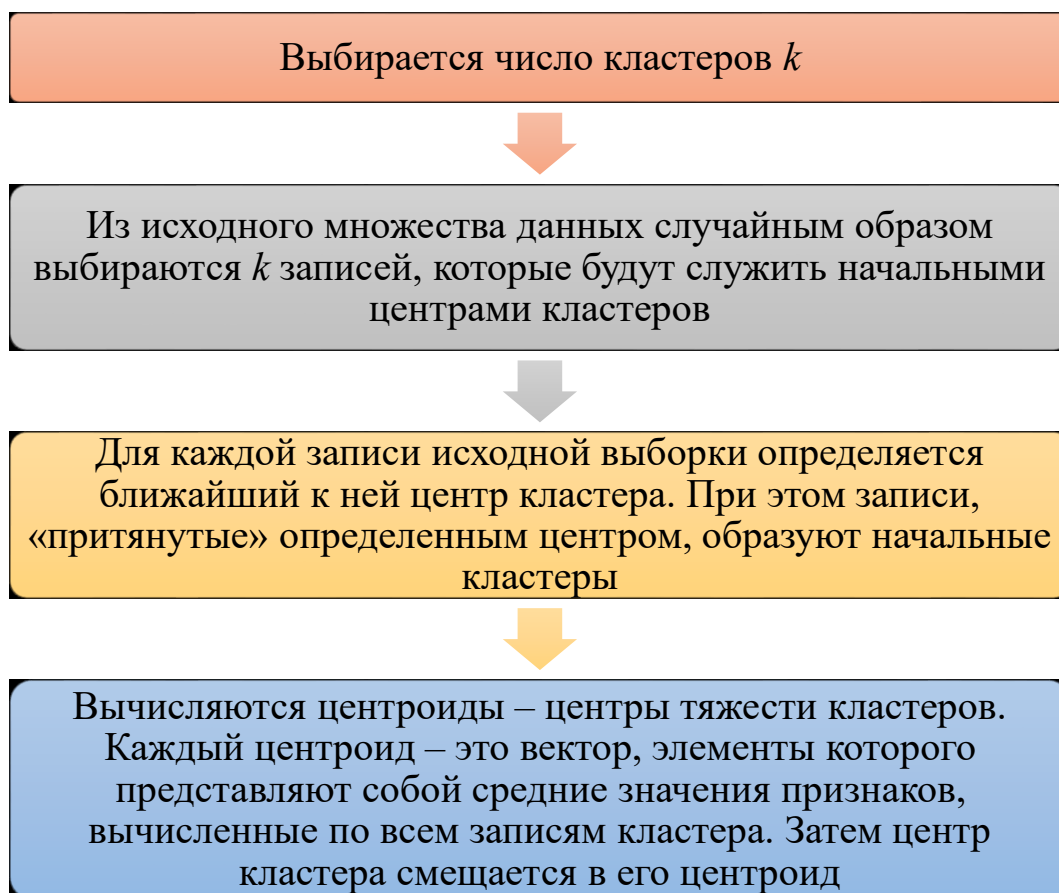 Выбирается число кластеров k
Из исходного множества данных случайным образом
выбираются k записей, которые будут служить начальными
центрами кластеров
Для каждой записи исходной выборки определяется
ближайший к ней центр кластера. При этом записи,
«притянутые» определенным центром, образуют начальные
кластеры
Вычисляются центроиды – центры тяжести кластеров.
Каждый центроид – это вектор, элементы которого
представляют собой средние значения признаков,
вычисленные по всем записям кластера. Затем центр
кластера смещается в его центроид